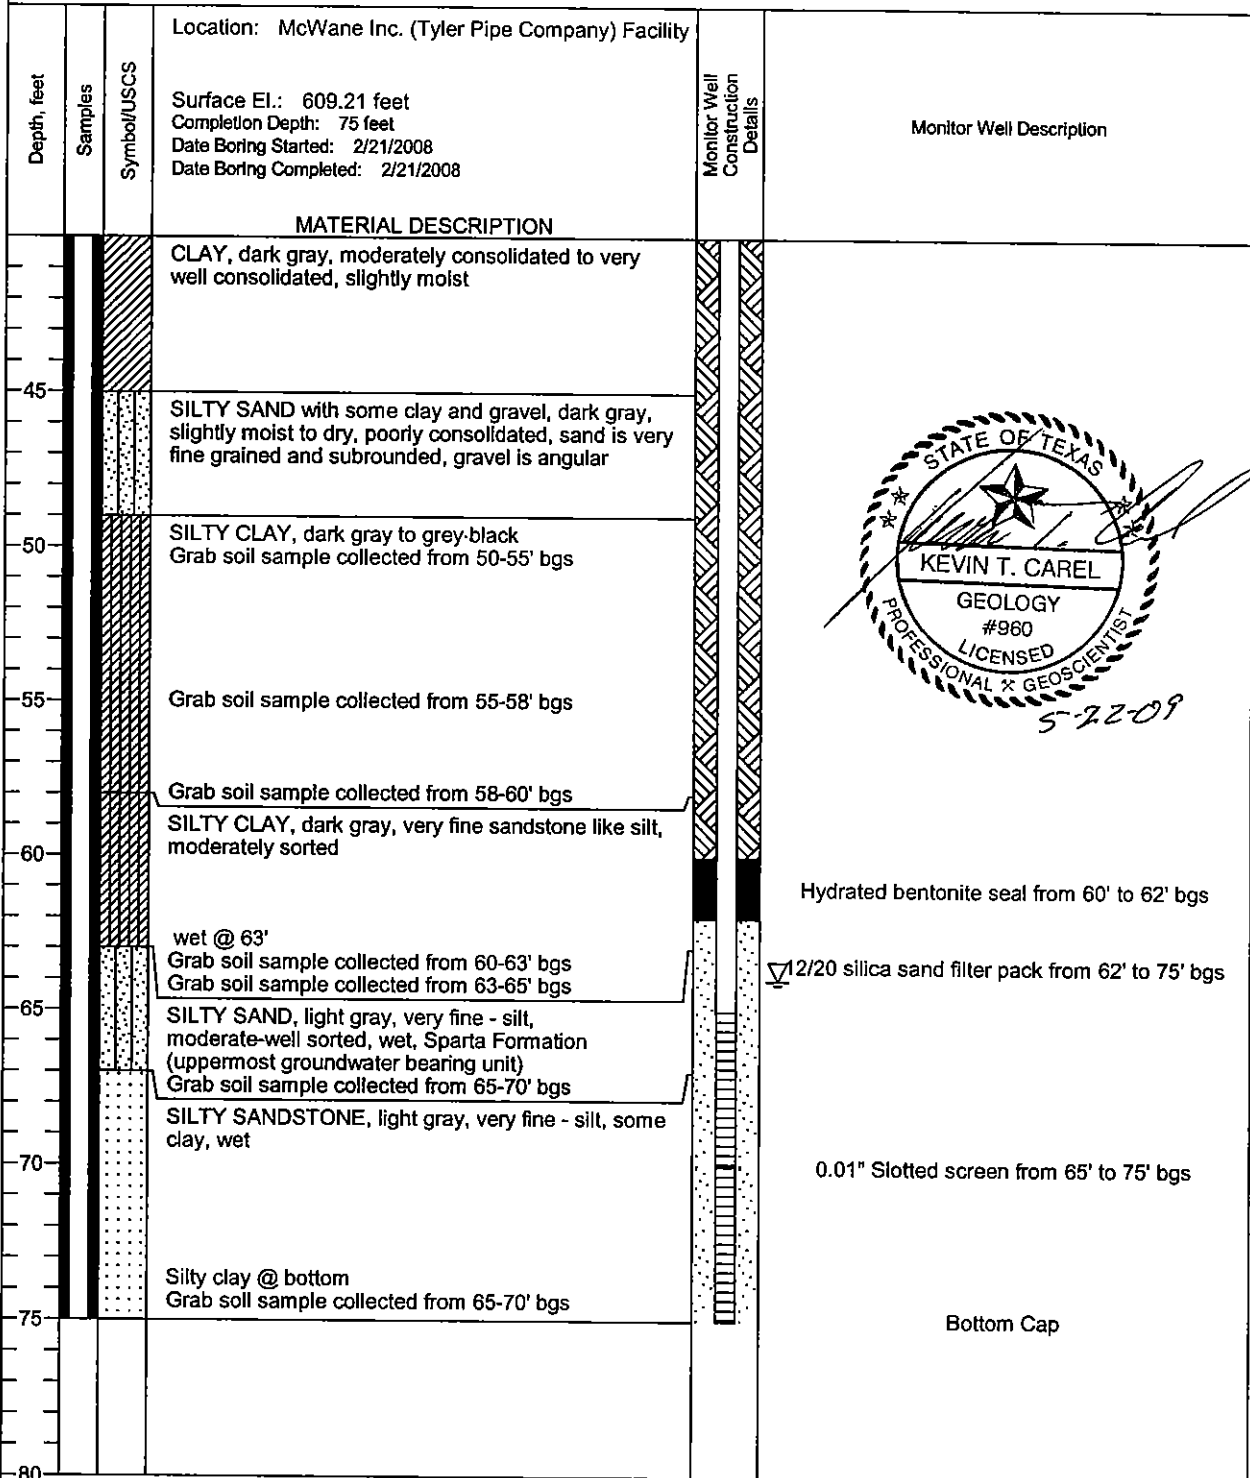 Depth, feet
Samples
Symbol/USCS
Location: McWane Inc. (Tyler Pipe Company) Facility
Surface El.: 609.21 feet
Completion Depth: 75 feet
Date Boring Started: 2/21/2008
Date Boring Completed: 2/21/2008
MATERIAL DESCRIPTION
Monitor Well
Construction
Details
Monitor Well Description
CLAY, dark gray, moderately consolidated to very
well consolidated, slightly moist
45
SILTY SAND with some clay and gravel, dark gray,
slightly moist to dry, poorly consolidated, sand is very
fine grained and subrounded, gravel is angular
STATE OF TEXAS
KEVIN T. CAREL
GEOLOGY
#960
LICENSED
PROFESSIONAL GEOSCIENTIST
5-22-09
SILTY CLAY, dark gray to grey-black
50
Grab soil sample collected from 50-55' bgs
55
Grab soil sample collected from 55-58' bgs
Grab soil sample collected from 58-60' bgs
SILTY CLAY, dark gray, very fine sandstone like silt,
moderately sorted
60
Hydrated bentonite seal from 60' to 62' bgs
wet @ 63'
Grab soil sample collected from 60-63' bgs
12/20 silica sand filter pack from 62' to 75' bgs
Grab soil sample collected from 63-65' bgs
65
SILTY SAND, light gray, very fine - silt,
moderate-well sorted, wet, Sparta Formation
(uppermost groundwater bearing unit)
Grab soil sample collected from 65-70' bgs
SILTY SANDSTONE, light gray, very fine - silt, some
clay, wet
70
0.01" Slotted screen from 65' to 75' bgs
Silty clay @ bottom
Grab soil sample collected from 65-70' bgs
75
Bottom Cap
80